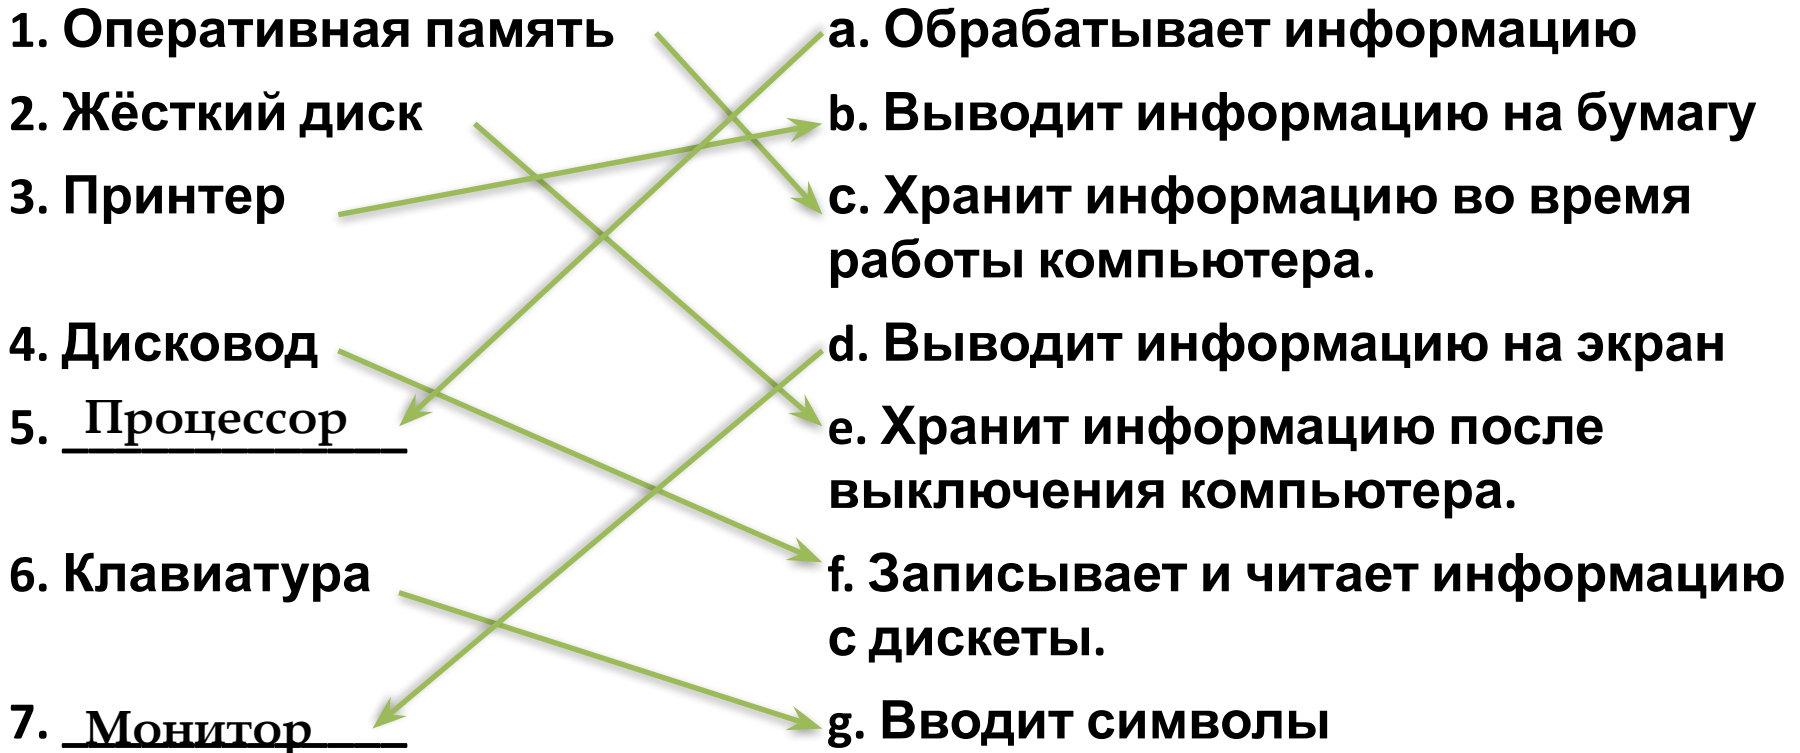 1. Оперативная память
2. Жёсткий диск
3. Принтер
4. Дисковод
5. Процессор
6. Клавиатура
7. Монитор
a. Обрабатывает информацию
b. Выводит информацию на бумагу
c. Хранит информацию во время
работы компьютера.
d. Выводит информацию на экран
e. Хранит информацию после
выключения компьютера.
f. Записывает и читает информацию
с дискеты.
g. Вводит символы